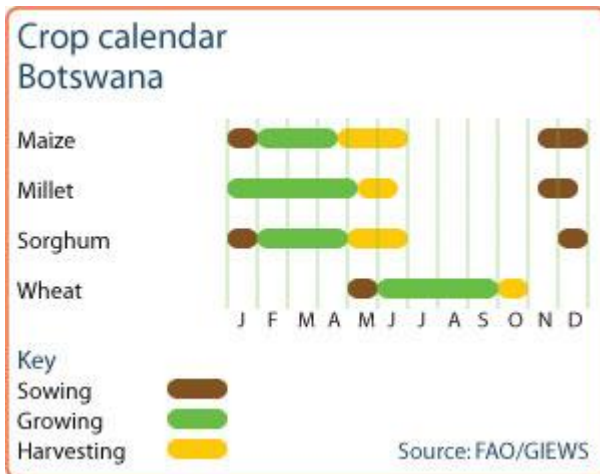 Crop calendar
Botswana
Maize
Millet
Sorghum
Wheat
J F M A M J J A S O N D
Key
Sowing
Growing
Harvesting
Source: FAO/GIEWS